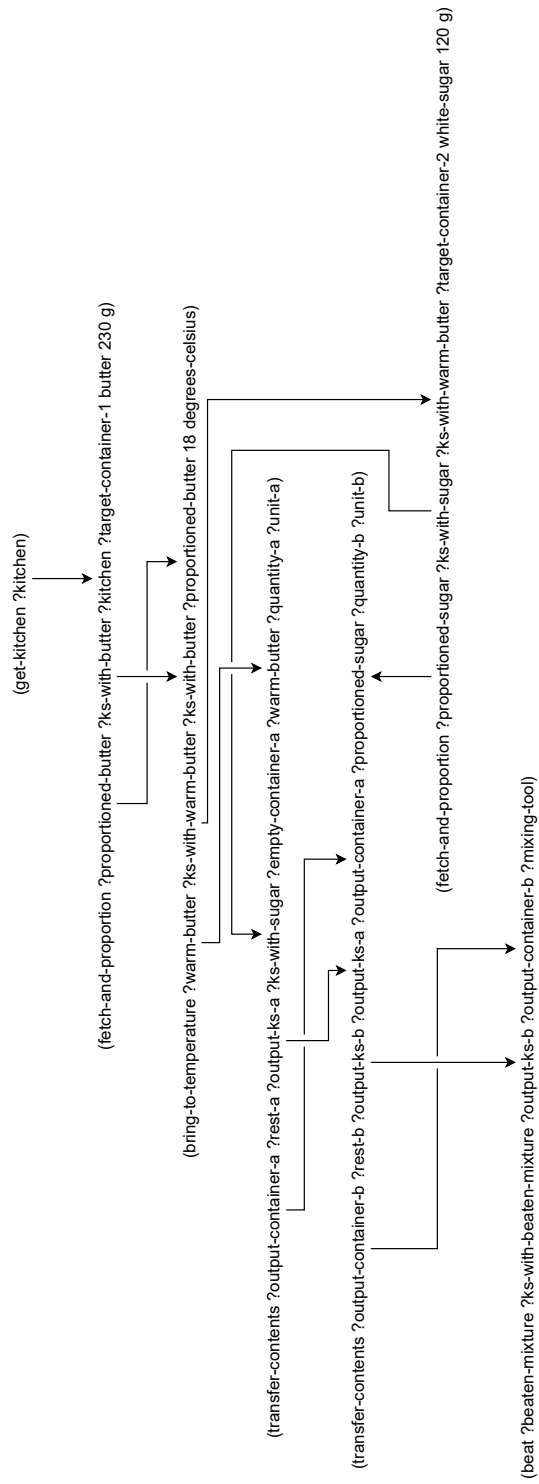 (get-kitchen ?kitchen)
(fetch-and-proportion ?proportioned-butter ?ks-with-butter ?kitchen ?target-container-1 butter 230 g)
(bring-to-temperature ?warm-butter ?ks-with-warm-butter ?ks-with-butter ?proportioned-butter 18 degrees-celsius)
(transfer-contents ?output-container-a ?rest-a ?output-ks-a ?ks-with-sugar ?empty-container-a ?warm-butter ?quantity-a ?unit-a)
(transfer-contents ?output-container-b ?rest-b ?output-ks-b ?output-ks-a ?output-container-a ?proportioned-sugar ?quantity-b ?unit-b)
(fetch-and-proportion ?proportioned-sugar ?ks-with-sugar ?ks-with-warm-butter ?target-container-2 white-sugar 120 g)
(beat ?beaten-mixture ?ks-with-beaten-mixture ?output-ks-b ?output-container-b ?mixing-tool)